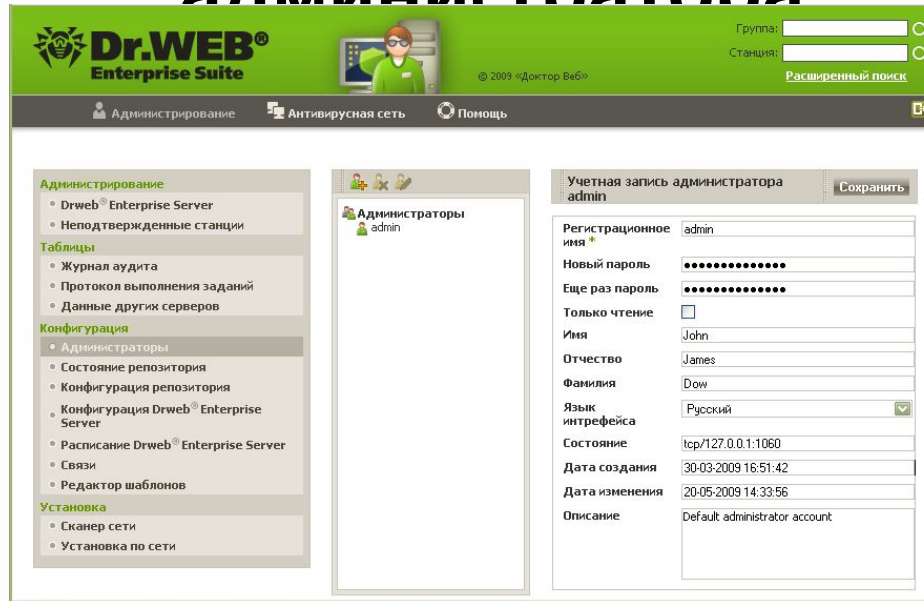 администратора
Dr.WEB®
Enterprise Suite
© 2009 «Доктор Веб»
Группа:
Станция:
Расширенный поиск
Администрирование
Антивирусная сеть
Помощь
Администрирование
Drweb® Enterprise Server
Неподтвержденные станции
Таблицы
Журнал аудита
Протокол выполнения заданий
Данные других серверов
Конфигурация
Администраторы
Состояние репозитория
Конфигурация репозитория
Конфигурация Drweb® Enterprise
Server
Расписание Drweb® Enterprise Server
Связи
Редактор шаблонов
Установка
Сканер сети
Установка по сети
Администраторы
admin
Учетная запись администратора
admin
Сохранить
Регистрационное
имя *
admin
Новый пароль
Еще раз пароль
Только чтение
Имя
John
Отчество
James
Фамилия
Dow
Язык
интрефейса
Русский
Состояние
tcp/127.0.0.1:1060
Дата создания
30-03-2009 16:51:42
Дата изменения
20-05-2009 14:33:56
Описание
Default administrator account